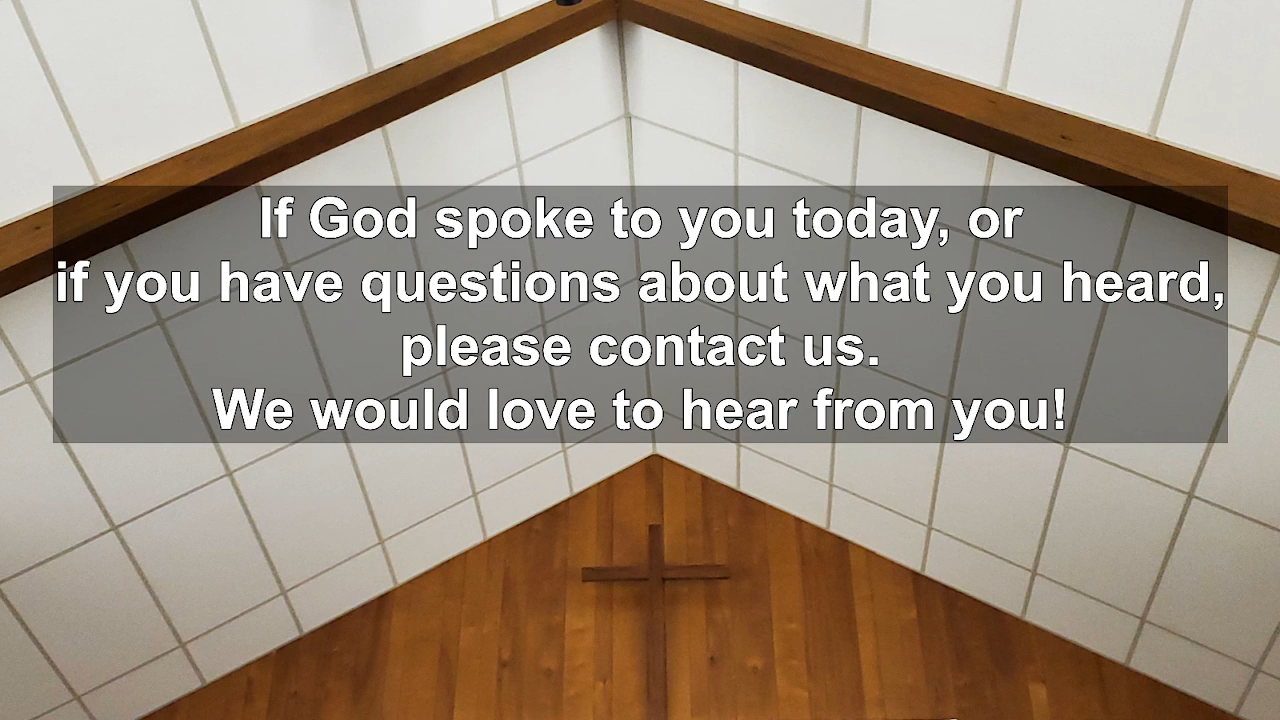 If God spoke to you today, or
if you have questions about what you heard,
please contact us.
We would love to hear from you!